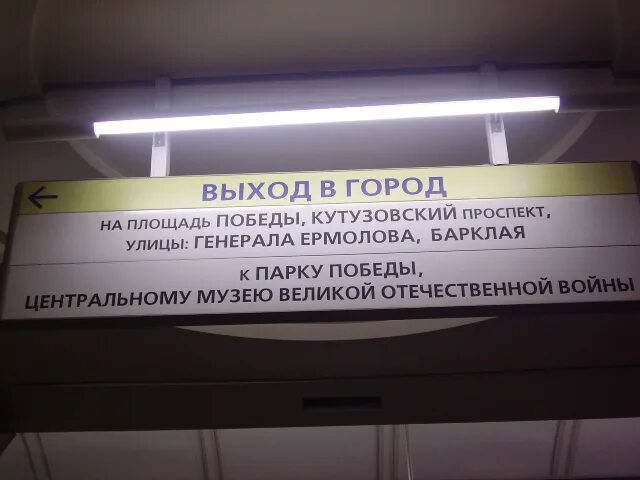 ВЫХОД В ГОРОД
НА ПЛОЩАДЬ ПОБЕДЫ, КУТУЗОВСКИЙ ПРОСПЕКТ,
УЛИЦЫ: ГЕНЕРАЛА ЕРМОЛОВА, БАРКЛАЯ
К ПАРКУ ПОБЕДЫ,
ЦЕНТРАЛЬНОМУ МУЗЕЮ ВЕЛИКОЙ ОТЕЧЕСТВЕННОЙ ВОЙНЫ